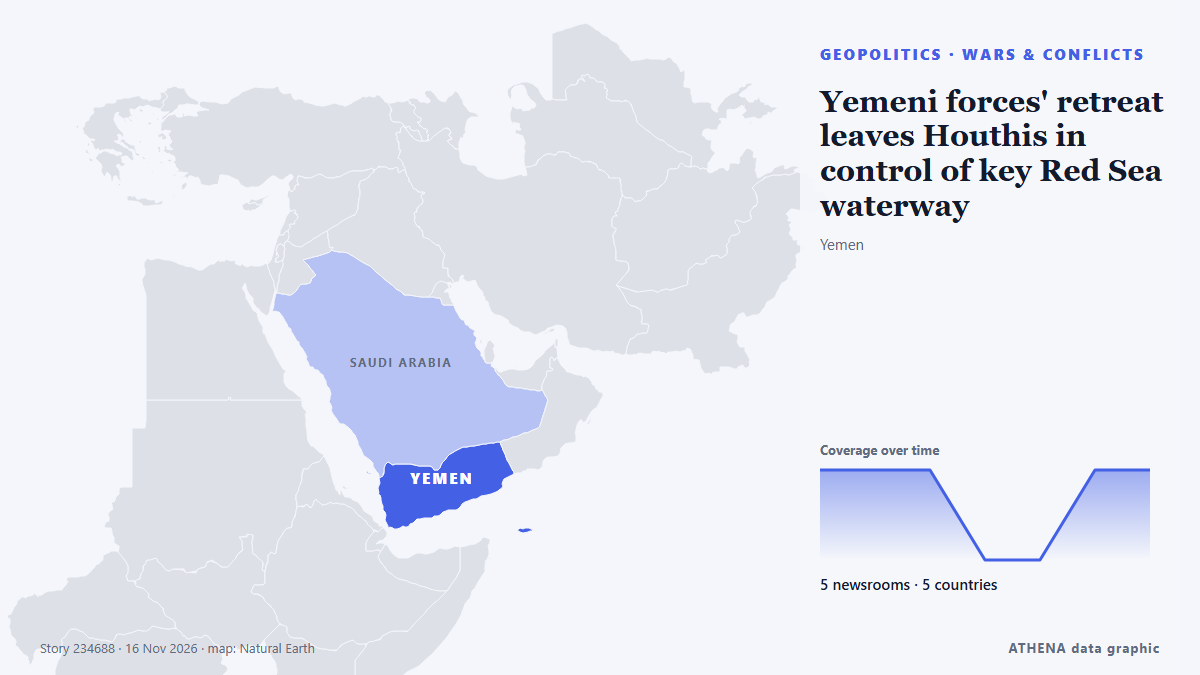 GEOPOLITICS · WARS & CONFLICTS
Yemeni forces' retreat
leaves Houthis in
control of key Red Sea
waterway
Yemen
SAUDI ARABIA
YEMEN
Coverage over time
5 newsrooms · 5 countries
Story 234688 · 16 Nov 2026 · map: Natural Earth
ATHENA data graphic